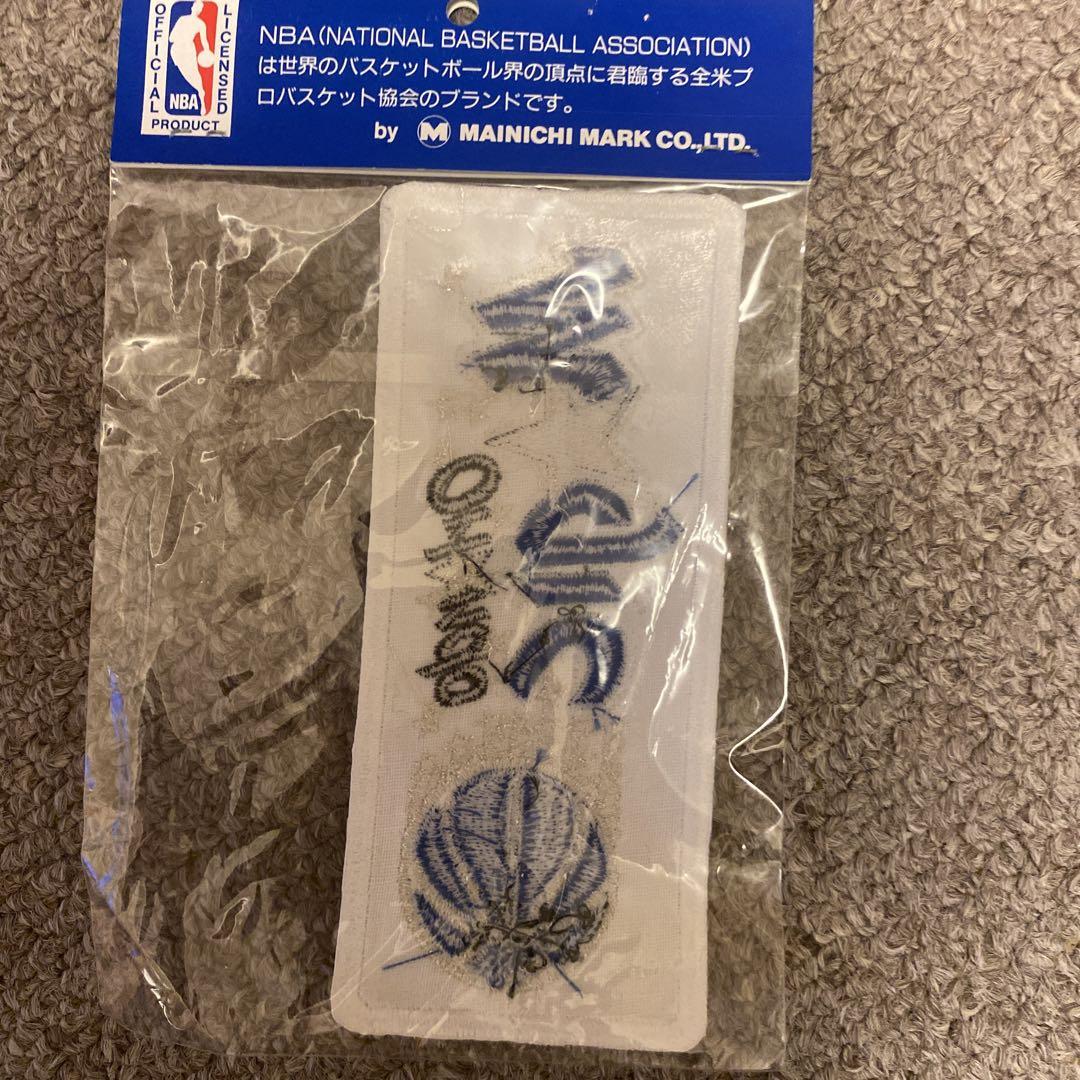 OFFICIAL
LICENSED
NBA
PRODUCT
NBA(NATIONAL BASKETBALL ASSOCIATION)
は世界のバスケットボール界の頂点に君臨する全米プ
ロバスケット協会のブランドです。
by M MAINICHI MARK CO.,LTD.
Orlando